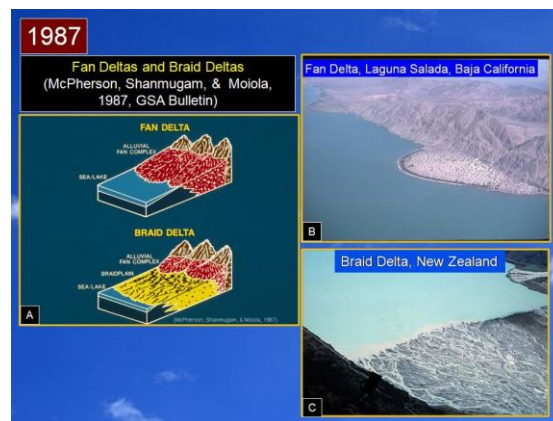 1987
Fan Deltas and Braid Deltas
(McPherson, Shanmugam, & Moiola,
1987, GSA Bulletin)
FAN DELTA
ALLUVIAL
FAN COMPLEX
SEA/LAKE
BRAID DELTA
ALLUVIAL
FAN COMPLEX
BRAIDPLAIN
SEA/LAKE
(McPherson, Shanmugam, & Moiola, 1987)
A
Fan Delta, Laguna Salada, Baja California
B
Braid Delta, New Zealand
C